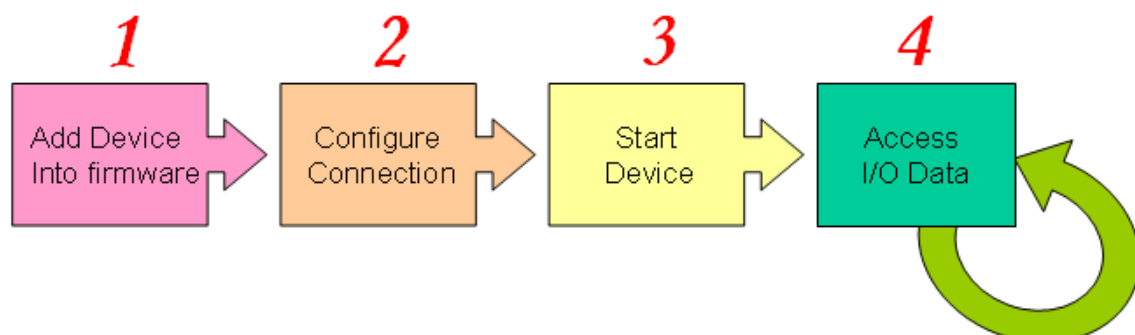 1 2 3 4
Add Device
Into firmware
Configure
Connection
Start
Device
Access
I/O Data